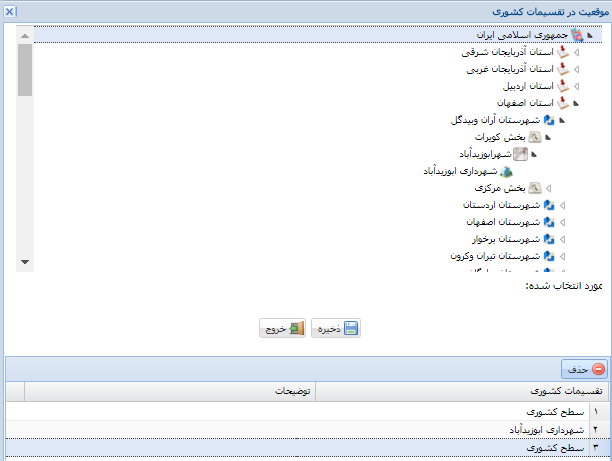 موقعیت در تقسیمات کشوری
جمهوری اسلامی ایران
استان آذربایجان شرقی
استان آذربایجان غربی
استان اردبیل
استان اصفهان
شهرستان آران وبیدگل
بخش کویرات
شهرابوزیدآباد
شهرداری ابوزیدآباد
بخش مرکزی
شهرستان اردستان
شهرستان اصفهان
شهرستان برخوار
شهرستان تیران وکرون
مورد انتخاب شده:
ذخیره خروج
حذف
تقسیمات کشوری توضیحات
۱ سطح کشوری
۲ شهرداری ابوزیدآباد
۳ سطح کشوری